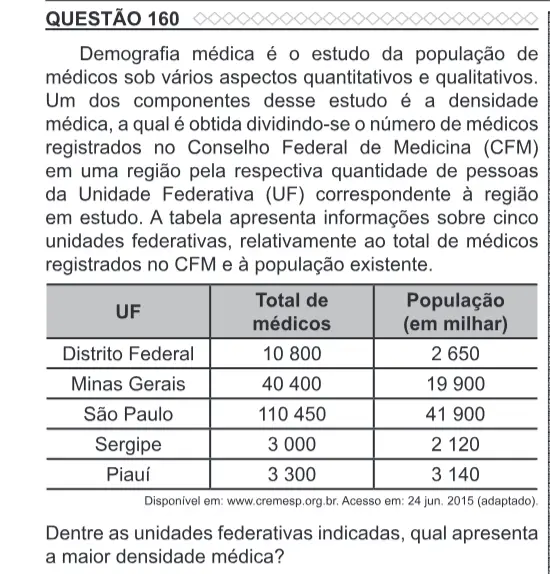 QUESTÃO 160
Demografia médica é o estudo da população de
médicos sob vários aspectos quantitativos e qualitativos.
Um dos componentes desse estudo é a densidade
médica, a qual é obtida dividindo-se o número de médicos
registrados no Conselho Federal de Medicina (CFM)
em uma região pela respectiva quantidade de pessoas
da Unidade Federativa (UF) correspondente à região
em estudo. A tabela apresenta informações sobre cinco
unidades federativas, relativamente ao total de médicos
registrados no CFM e à população existente.
UF Total de médicos População (em milhar)
Distrito Federal 10 800 2 650
Minas Gerais 40 400 19 900
São Paulo 110 450 41 900
Sergipe 3 000 2 120
Piauí 3 300 3 140
Disponível em: www.cremesp.org.br. Acesso em: 24 jun. 2015 (adaptado).
Dentre as unidades federativas indicadas, qual apresenta
a maior densidade médica?